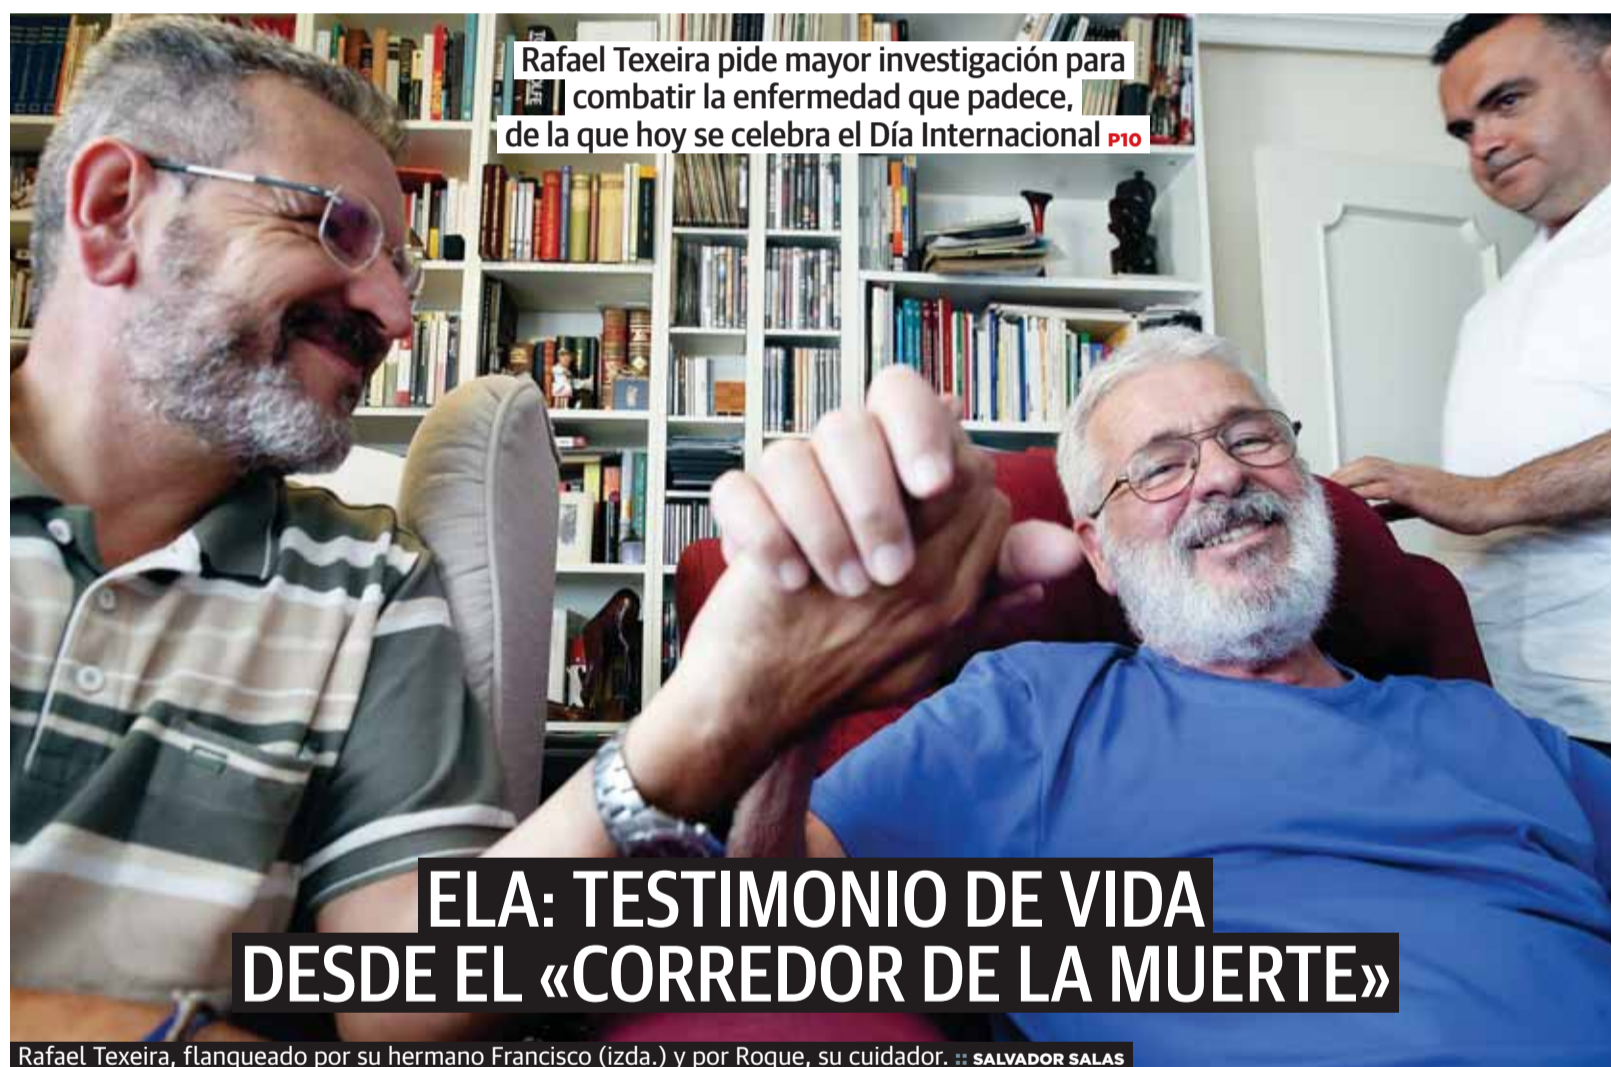 Rafael Texeira pide mayor investigación para
combatir la enfermedad que padece,
de la que hoy se celebra el Día Internacional P10
ELA: TESTIMONIO DE VIDA
DESDE EL «CORREDOR DE LA MUERTE»
Rafael Texeira, flanqueado por su hermano Francisco (izda.) y por Roque, su cuidador. :: SALVADOR SALAS